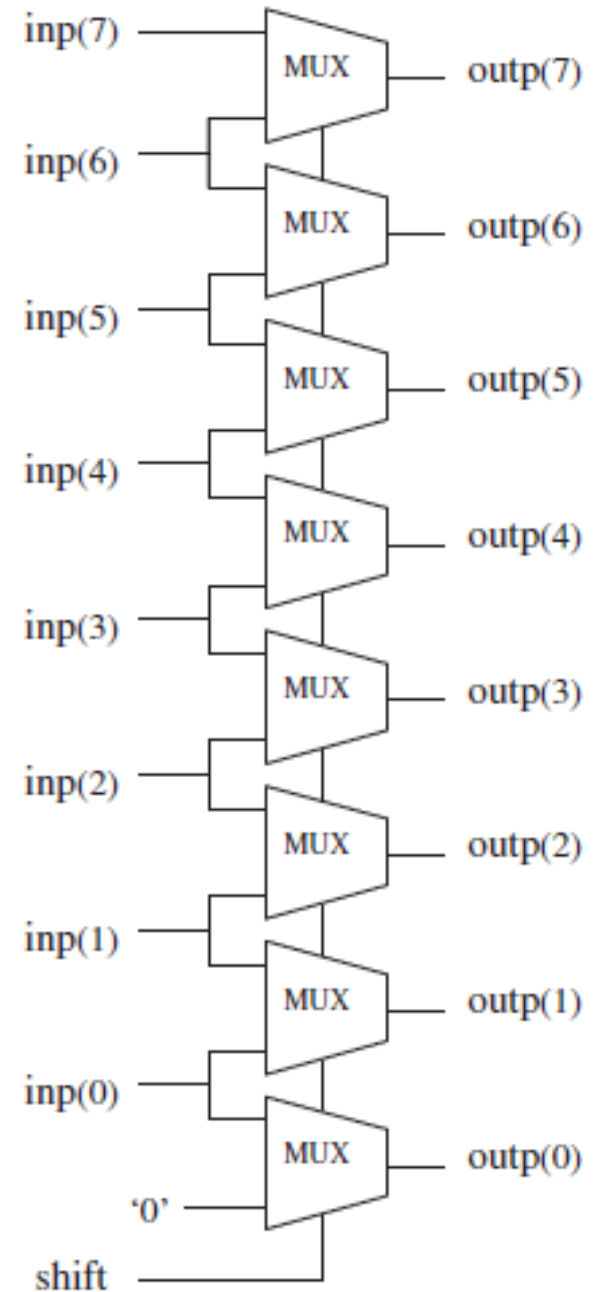 inp(7) MUX outp(7)
inp(6)
MUX outp(6)
inp(5)
MUX outp(5)
inp(4)
MUX outp(4)
inp(3)
MUX outp(3)
inp(2)
MUX outp(2)
inp(1)
MUX outp(1)
inp(0)
MUX outp(0)
‘0’
shift